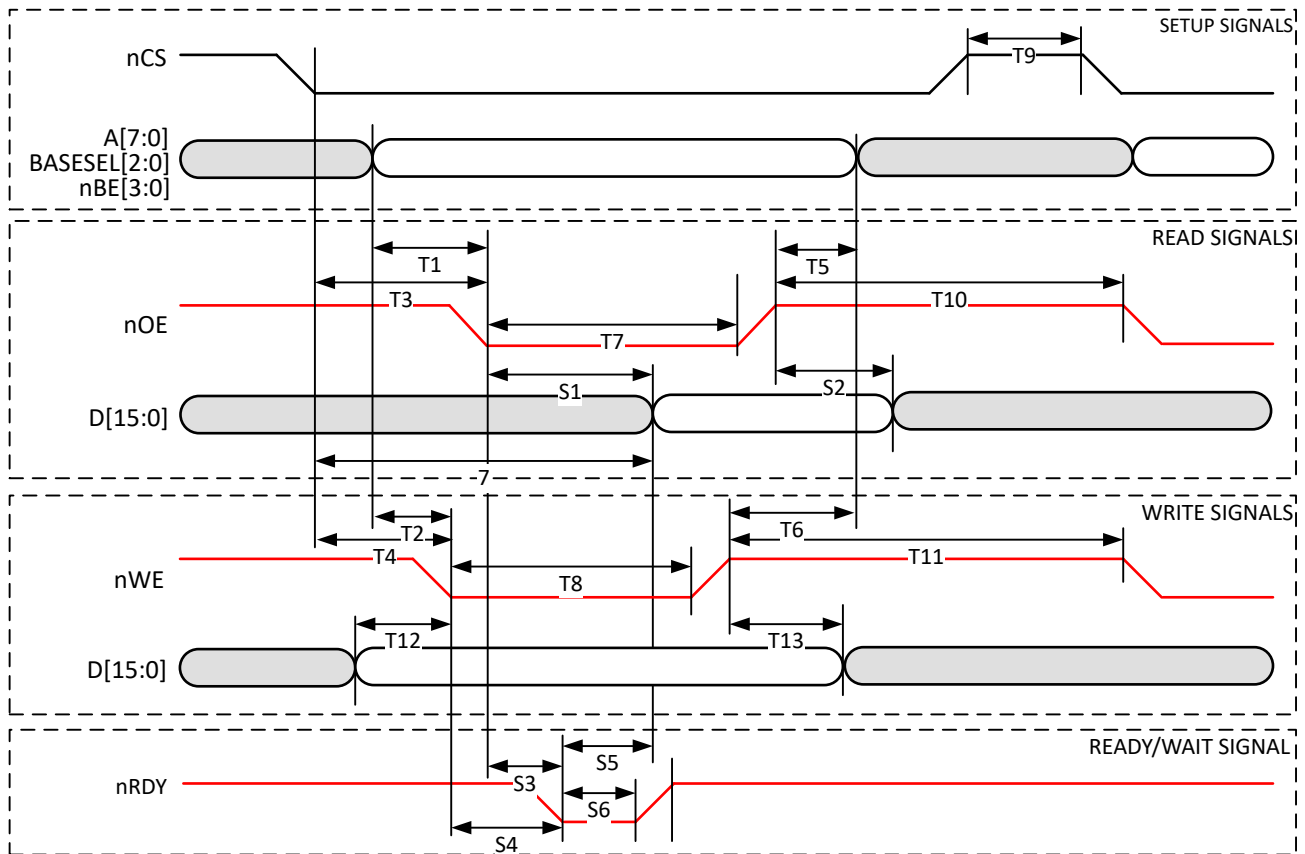 SETUP SIGNALS
nCS
T9
A[7:0]
BASESEL[2:0]
nBE[3:0]
READ SIGNALS
T1
T5
T3
T10
nOE
T7
S1
S2
D[15:0]
7
WRITE SIGNALS
T2
T6
T4
T11
nWE
T8
T12
T13
D[15:0]
READY/WAIT SIGNAL
S5
nRDY
S3
S6
S4